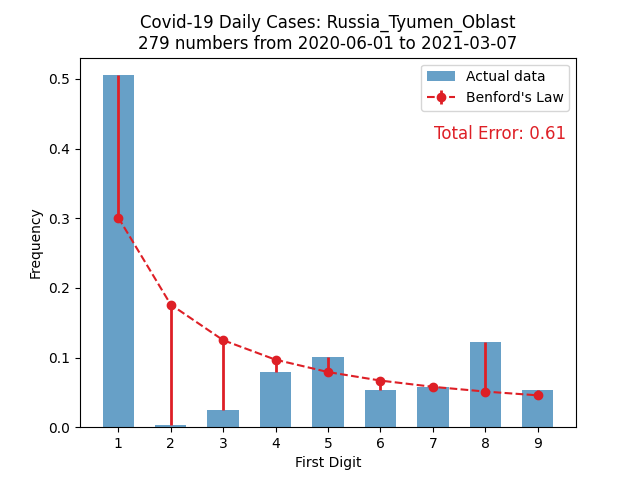 Covid-19 Daily Cases: Russia_Tyumen_Oblast
279 numbers from 2020-06-01 to 2021-03-07
Actual data
Benford's Law
Total Error: 0.61
Frequency
0.5
0.4
0.3
0.2
0.1
0.0
1 2 3 4 5 6 7 8 9
First Digit